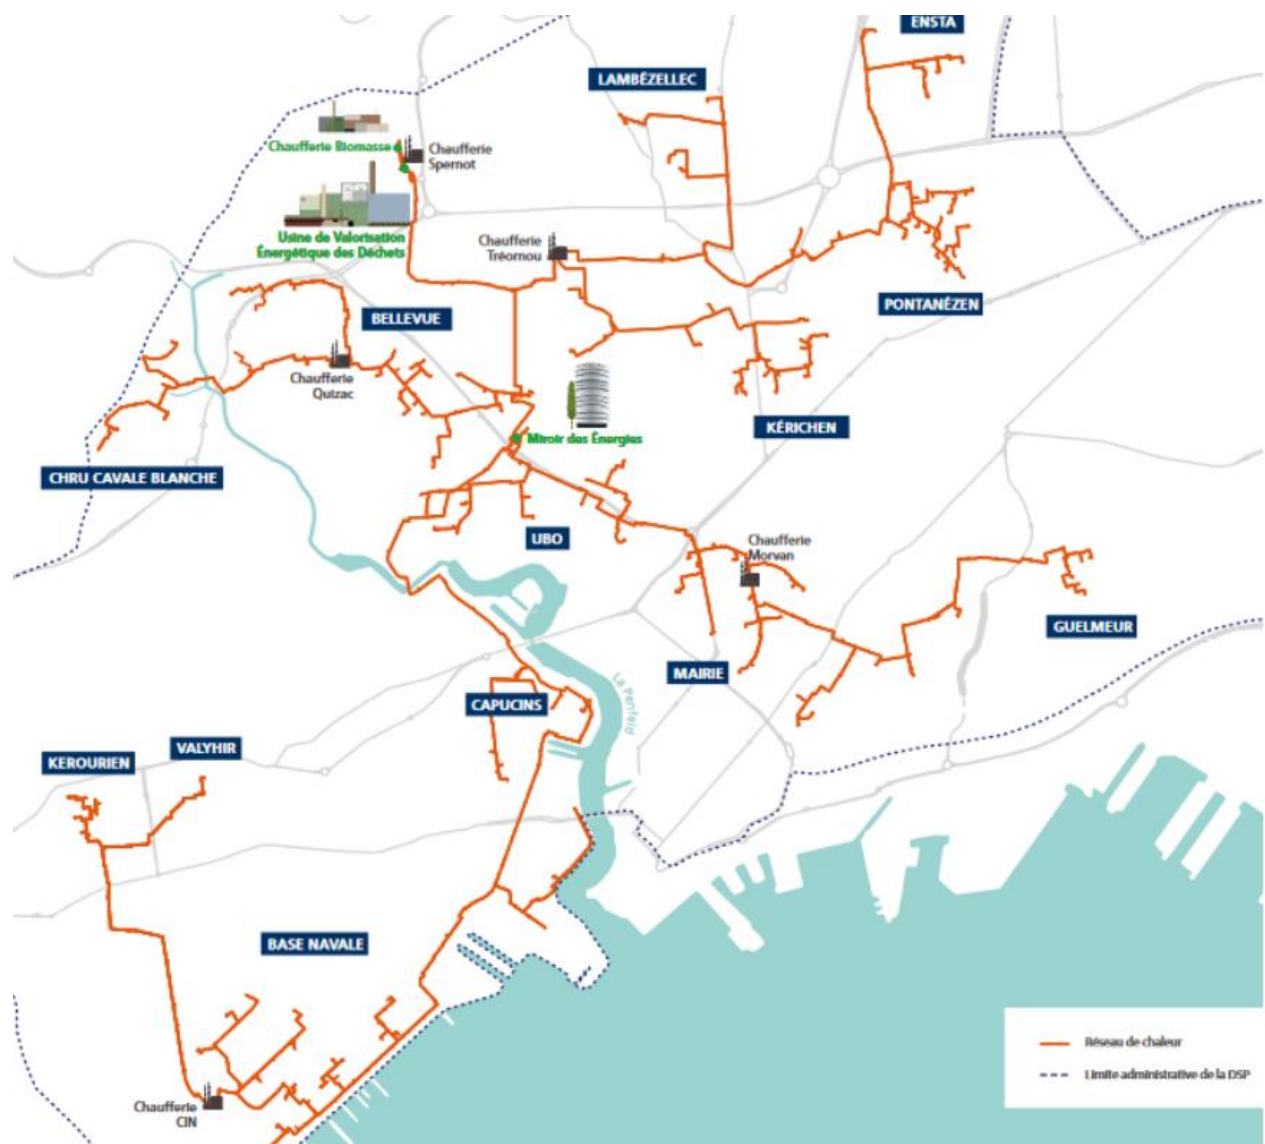 ENSTA
LAMBÉZELLEC
Chaufferie Biomasse
Chaufferie
Spernot
Usine de Valorisation
Énergétique des Déchets
Chaufferie
Tréornou
PONTANÉZEN
BELLEVUE
Chaufferie
Quizac
Miroir des Énergies
KÉRICHEN
CHRU CAVALE BLANCHE
UBO
Chaufferie
Morvan
GUELMEUR
MAIRIE
La Penfeld
CAPUCINS
VALYHIR
KEROURIEN
BASE NAVALE
Réseau de chaleur
Limite administrative de la DSP
Chaufferie
CIN